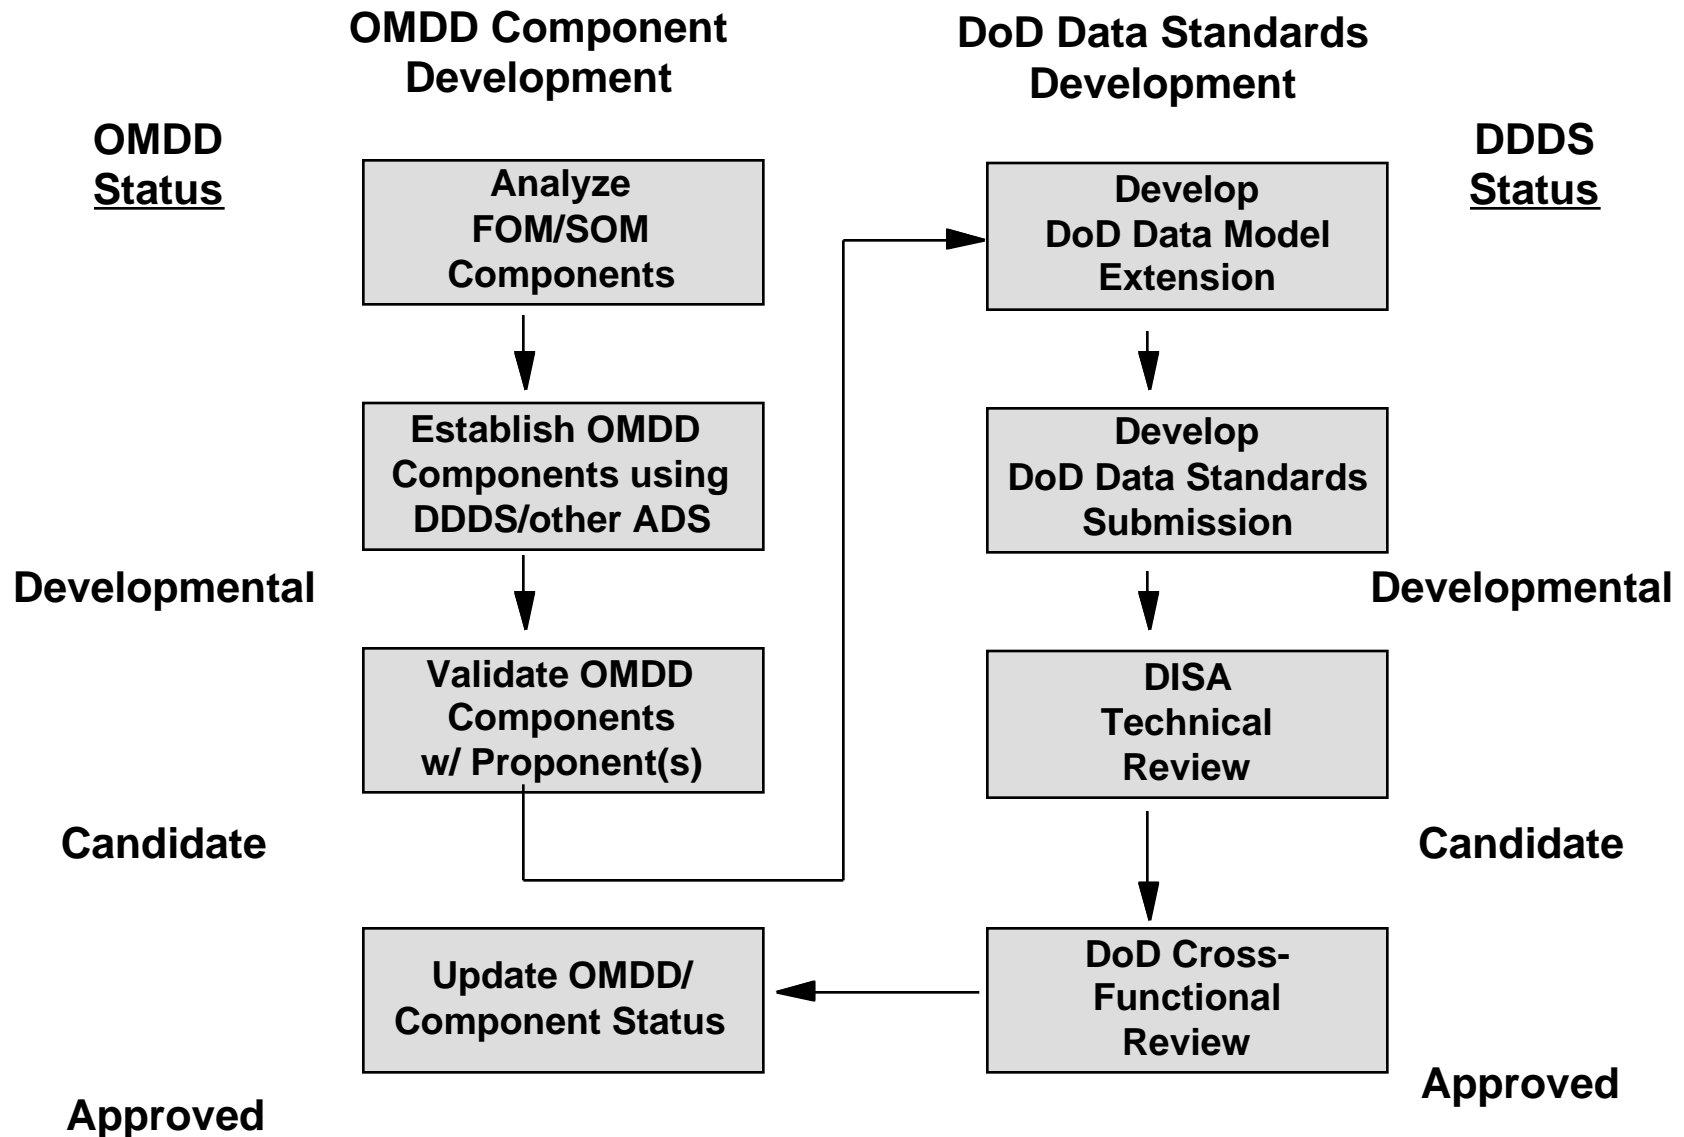 OMDD Component
Development
DoD Data Standards
Development
OMDD
Status
DDDS
Status
Analyze
FOM/SOM
Components
Develop
DoD Data Model
Extension
Establish OMDD
Components using
DDDS/other ADS
Develop
DoD Data Standards
Submission
Developmental
Developmental
Validate OMDD
Components
w/ Proponent(s)
DISA
Technical
Review
Candidate
Candidate
Update OMDD/
Component Status
DoD Cross-
Functional
Review
Approved
Approved